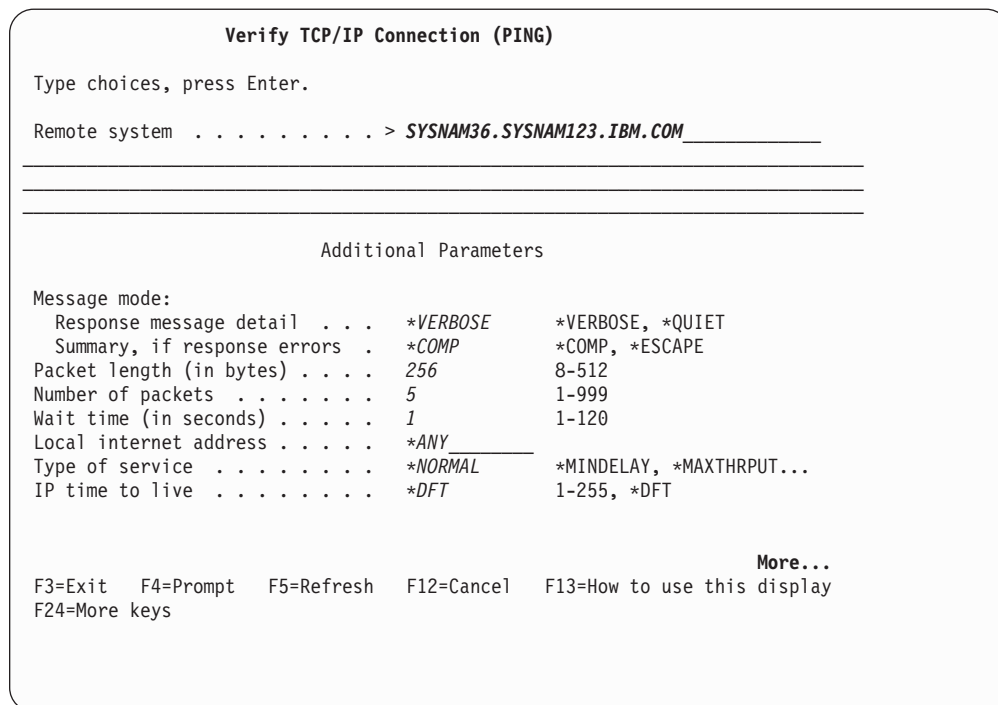 Verify TCP/IP Connection (PING)
Type choices, press Enter.
Remote system . . . . . . . . . > SYSNAM36.SYSNAM123.IBM.COM_____________
Additional Parameters
Message mode:
Response message detail . . . *VERBOSE *VERBOSE, *QUIET
Summary, if response errors . *COMP *COMP, *ESCAPE
Packet length (in bytes) . . . . 256 8-512
Number of packets . . . . . . . 5 1-999
Wait time (in seconds) . . . . . 1 1-120
Local internet address . . . . . *ANY________
Type of service . . . . . . . . *NORMAL *MINDELAY, *MAXTHRPUT...
IP time to live . . . . . . . . *DFT 1-255, *DFT
More...
F3=Exit F4=Prompt F5=Refresh F12=Cancel F13=How to use this display
F24=More keys